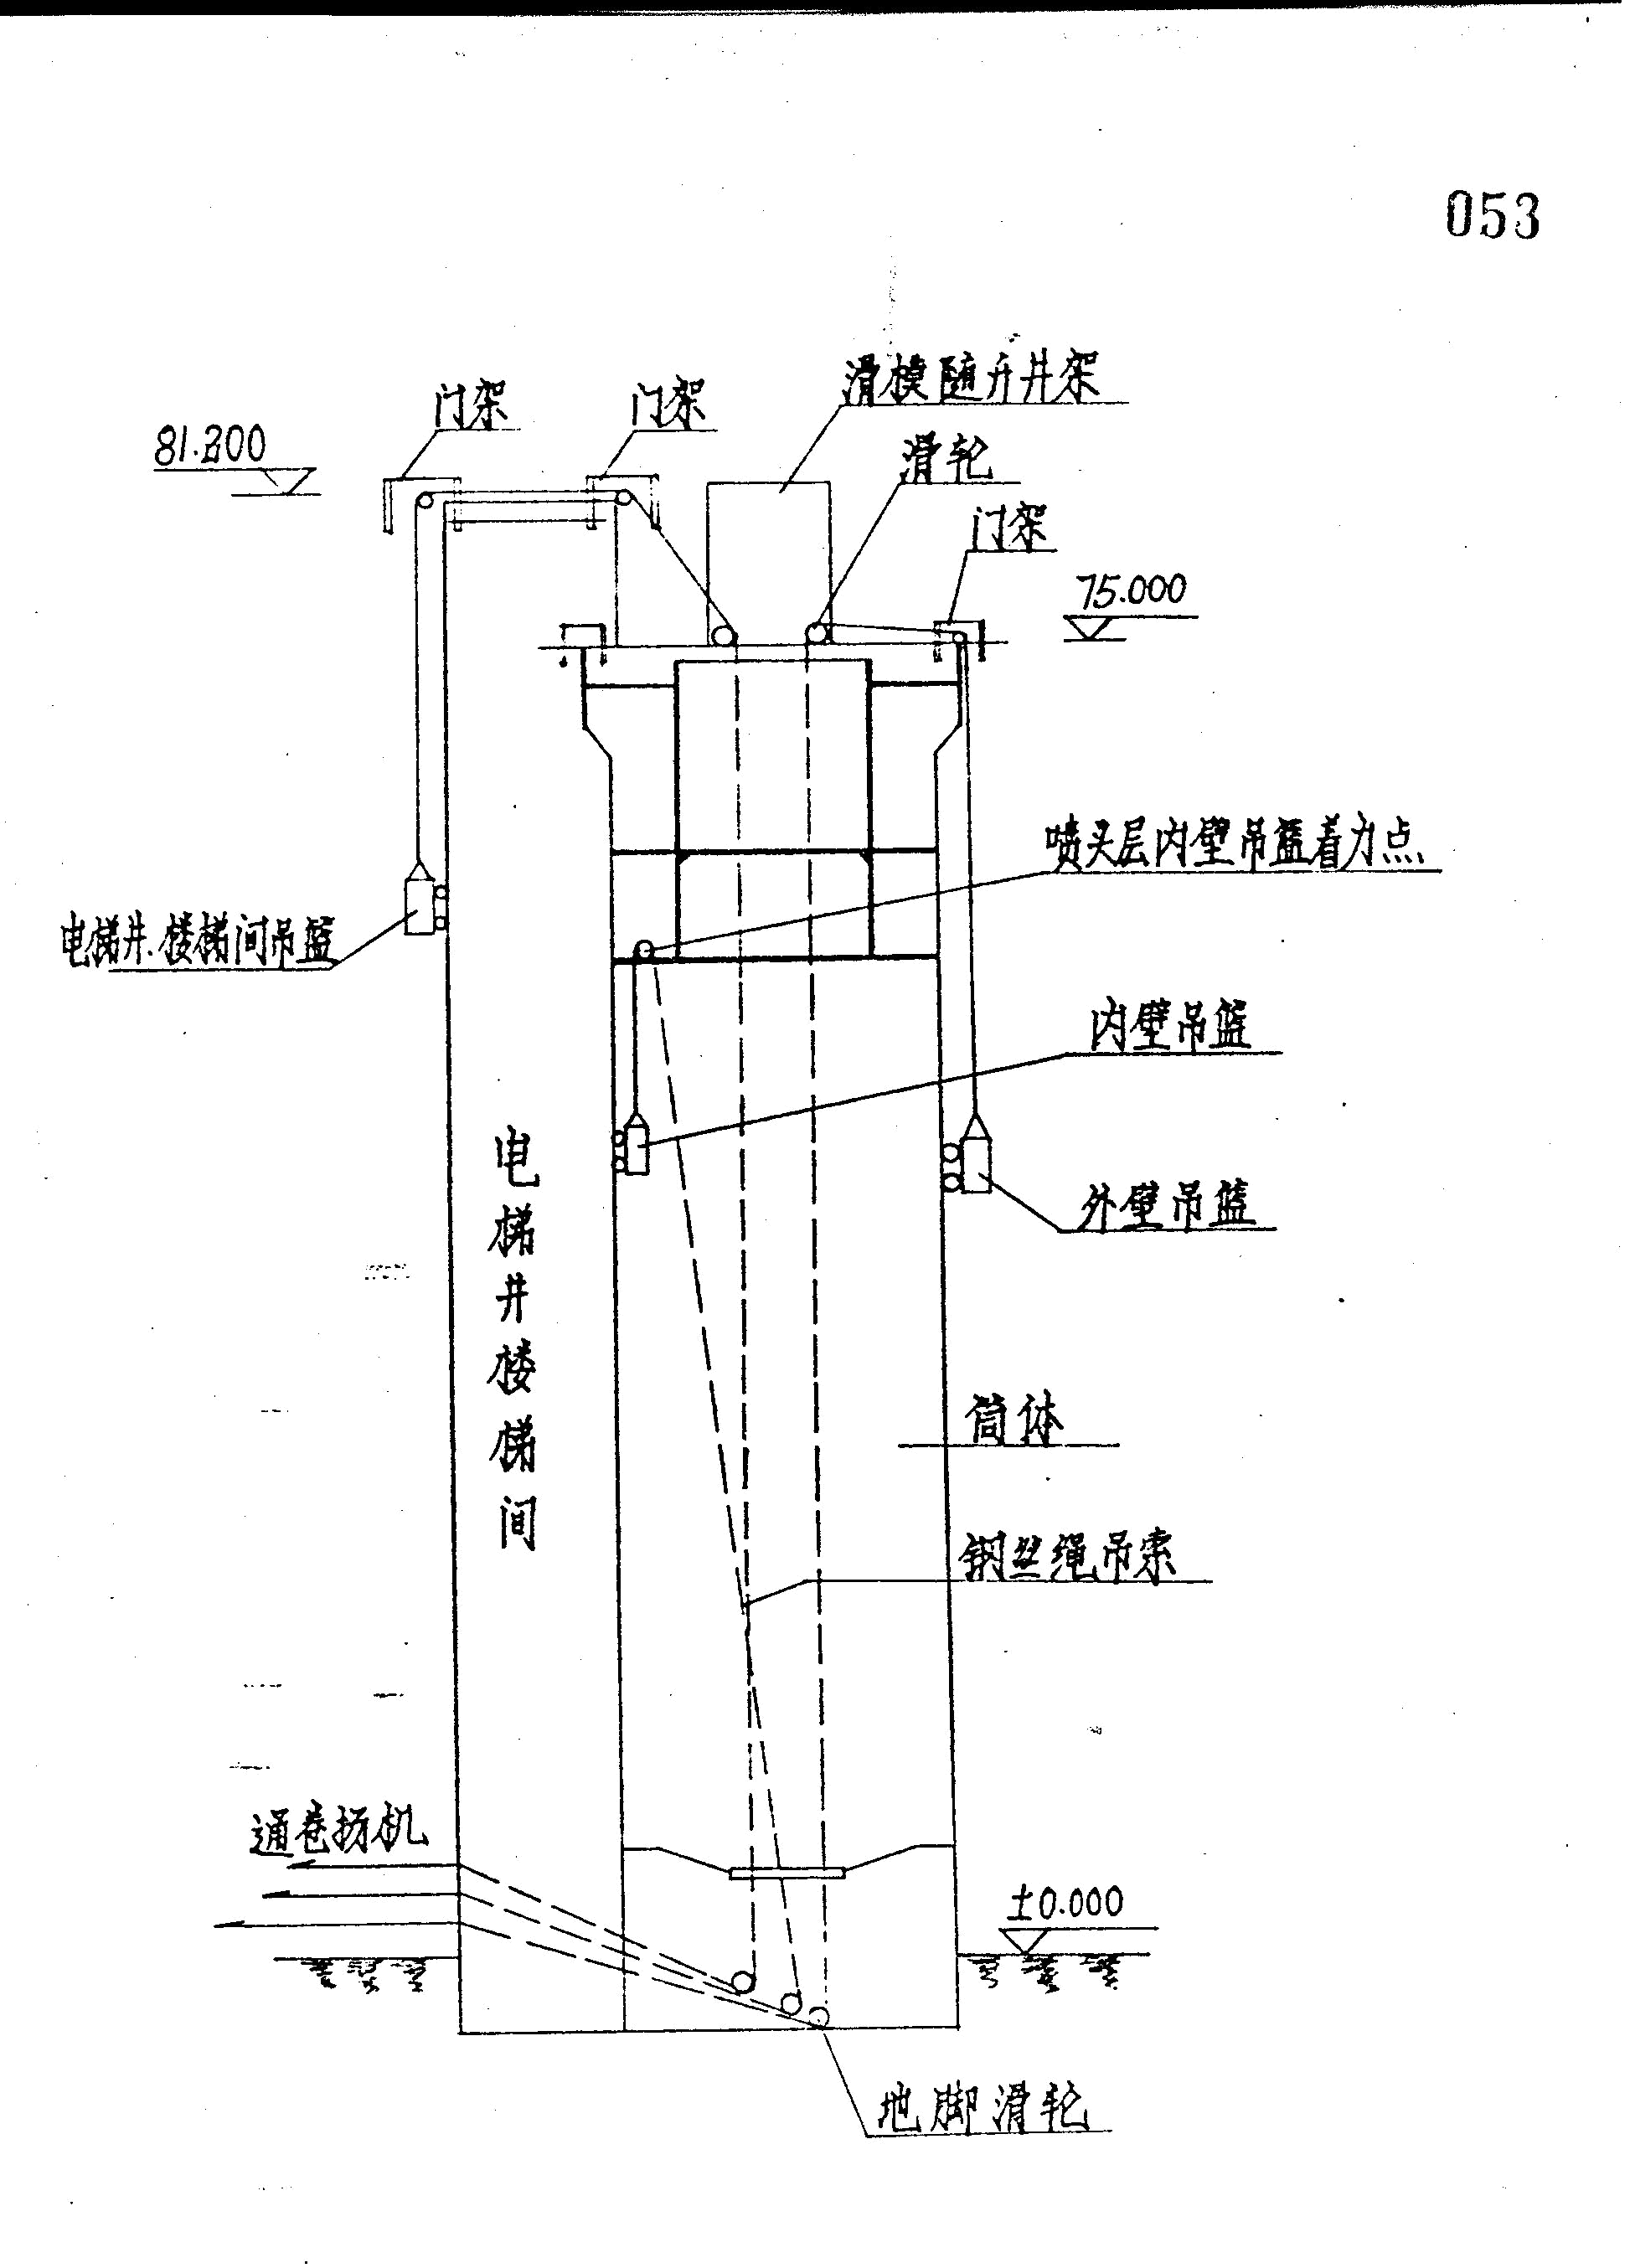 053
滑模随升井架
门架
门架
滑轮
81.200
门架
75.000
喷头层内壁吊篮着力点
电梯井.楼梯间吊篮
内壁吊篮
电梯井楼梯间
外壁吊篮
筒体
钢丝绳吊索
通卷扬机
±0.000
地脚滑轮